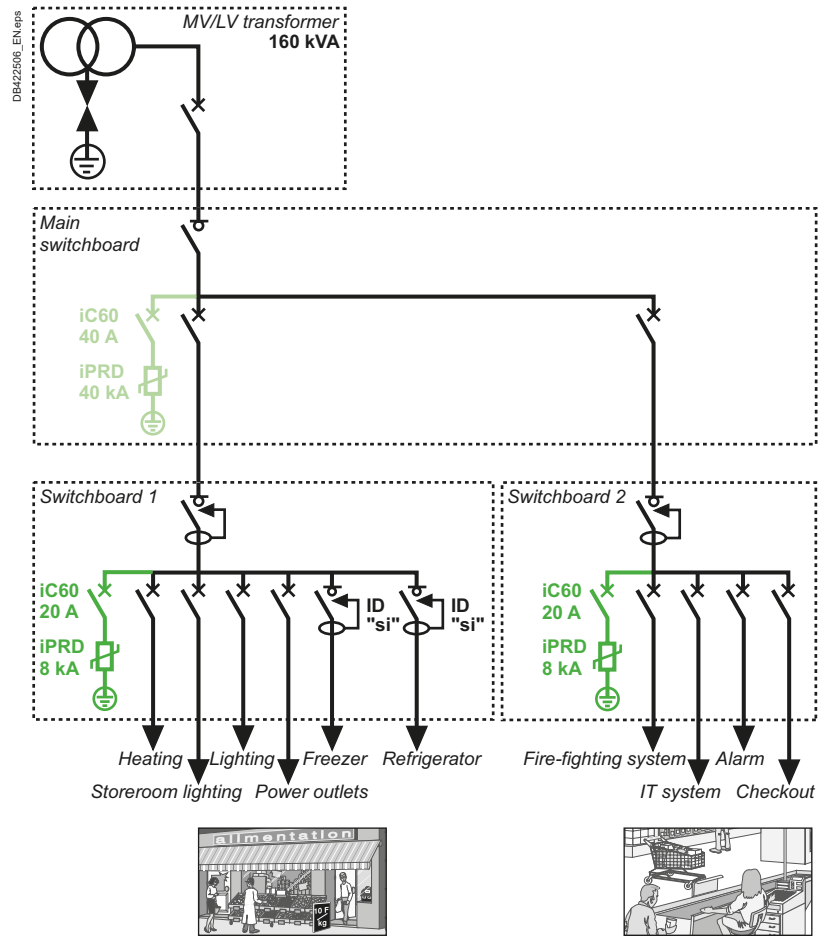 DB422506_EN.eps
MV/LV transformer
160 kVA
Main
switchboard
iC60
40 A
iPRD
40 kA
Switchboard 1
iC60
20 A
iPRD
8 kA
ID
"si"
ID
"si"
Heating
Lighting
Freezer
Refrigerator
Storeroom lighting
Power outlets
Switchboard 2
iC60
20 A
iPRD
8 kA
Fire-fighting system
Alarm
IT system
Checkout
alimentation
10 F
kg